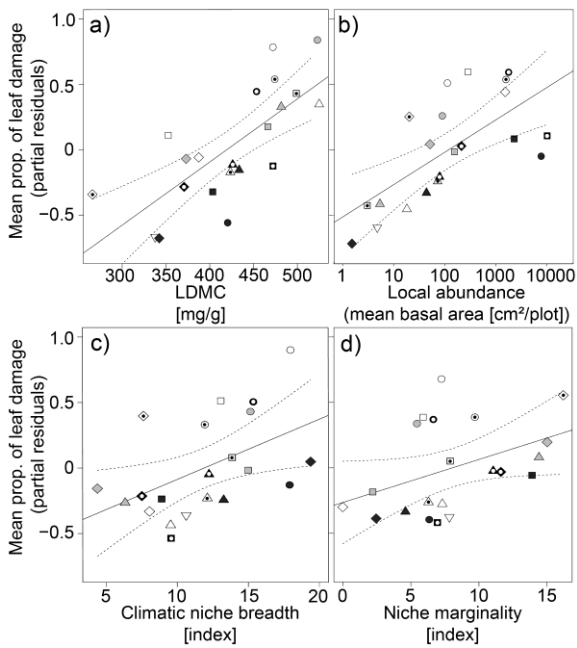 a)
b)
1.0
0.5
0
−0.5
Mean prop. of leaf damage
(partial residuals)
300 350 400 450 500
LDMC
[mg/g]
1 10 100 1000 10000
Local abundance
(mean basal area [cm²/plot])
c)
d)
1.0
0.5
0
−0.5
Mean prop. of leaf damage
(partial residuals)
5 10 15 20
Climatic niche breadth
[index]
0 5 10 15
Niche marginality
[index]